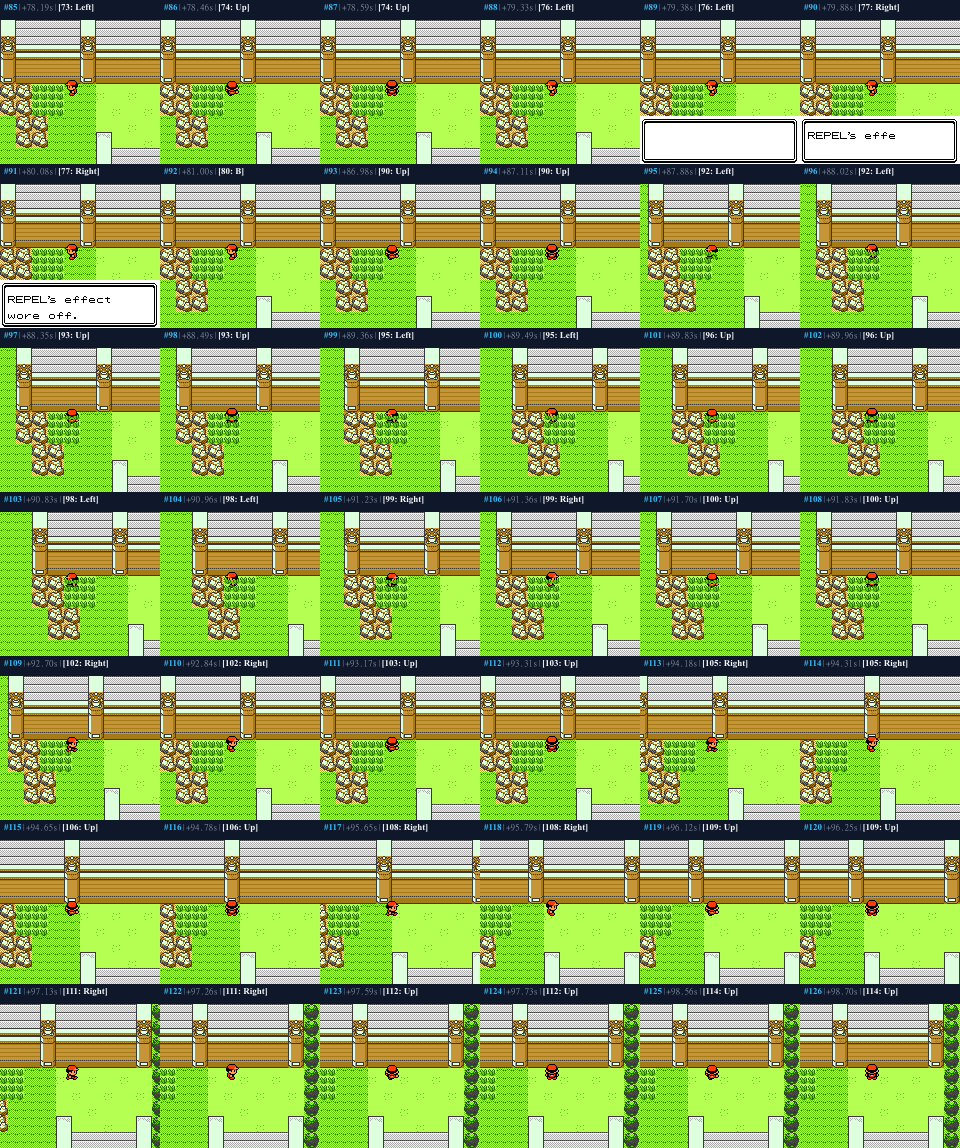 #85|+78.19s| [73: Left]
#86|+78.46s| [74: Up]
#87|+78.59s| [74: Up]
#88|+79.33s| [76: Left]
#89|+79.38s| [76: Left]
#90|+79.88s| [77: Right]
REPEL's effe
#91|+80.08s| [77: Right]
#92|+81.00s| [80: B]
#93|+86.98s| [90: Up]
#94|+87.11s| [90: Up]
#95|+87.88s| [92: Left]
#96|+88.02s| [92: Left]
REPEL's effect
wore off.
#97|+88.35s| [93: Up]
#98|+88.49s| [93: Up]
#99|+89.36s| [95: Left]
#100|+89.49s| [95: Left]
#101|+89.83s| [96: Up]
#102|+89.96s| [96: Up]
#103|+90.83s| [98: Left]
#104|+90.96s| [98: Left]
#105|+91.23s| [99: Right]
#106|+91.36s| [99: Right]
#107|+91.70s| [100: Up]
#108|+91.83s| [100: Up]
#109|+92.70s| [102: Right]
#110|+92.84s| [102: Right]
#111|+93.17s| [103: Up]
#112|+93.31s| [103: Up]
#113|+94.18s| [105: Right]
#114|+94.31s| [105: Right]
#115|+94.65s| [106: Up]
#116|+94.78s| [106: Up]
#117|+95.65s| [108: Right]
#118|+95.79s| [108: Right]
#119|+96.12s| [109: Up]
#120|+96.25s| [109: Up]
#121|+97.13s| [111: Right]
#122|+97.26s| [111: Right]
#123|+97.59s| [112: Up]
#124|+97.73s| [112: Up]
#125|+98.56s| [114: Up]
#126|+98.70s| [114: Up]